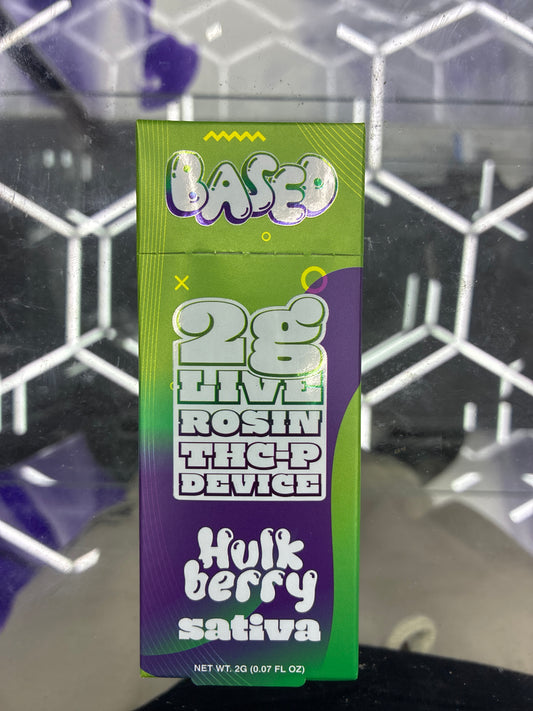 BASED
2g
LIVE
ROSIN
THC-P
DEVICE
Hulk
berry
sativa
NET WT. 2G (0.07 FL OZ)